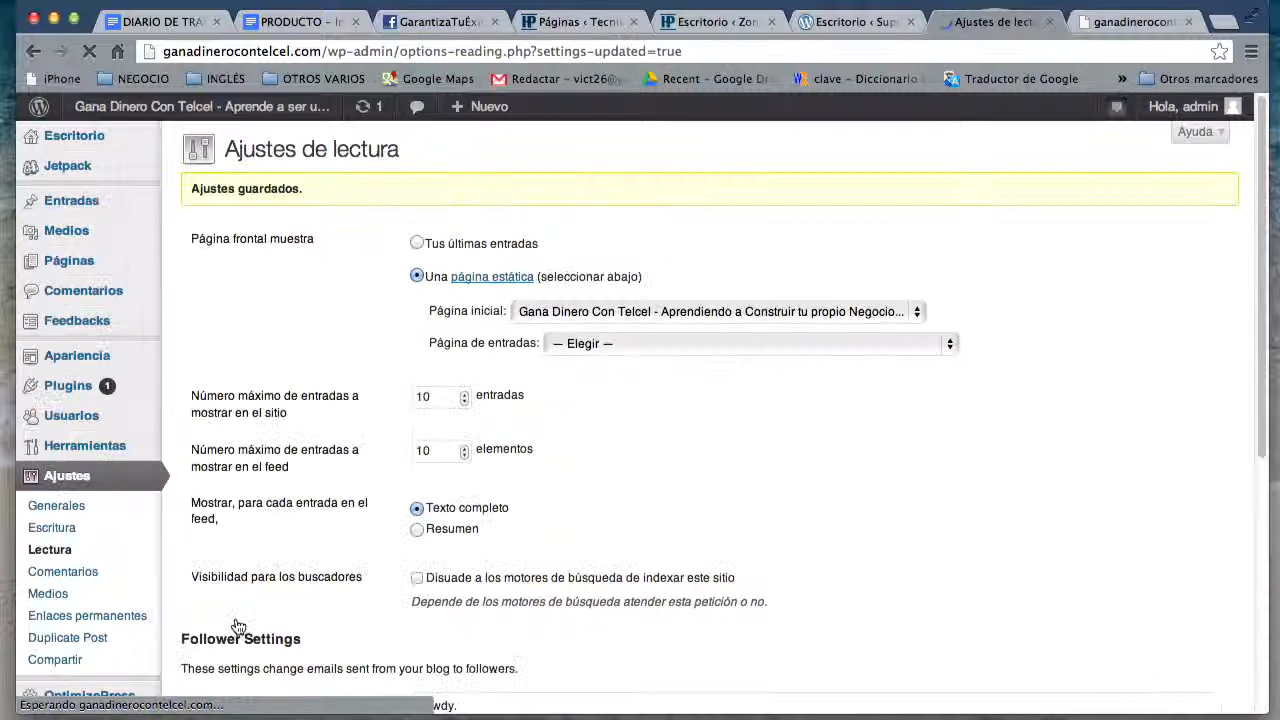 DIARIO DE TRA
PRODUCTO - I
GarantizaTuÉx
Páginas ‹ Tecni
Escritorio ‹ Zon
Escritorio ‹ Sup
Ajustes de lect
ganadinerocon
ganadinerocontelcel.com/wp-admin/options-reading.php?settings-updated=true
iPhone
NEGOCIO
INGLÉS
OTROS VARIOS
Google Maps
Redactar – vict26@
Recent – Google Dr
clave – Diccionario
Traductor de Google
»
Otros marcadores
Gana Dinero Con Telcel - Aprende a ser u...
1
Nuevo
Hola, admin
Ayuda
Escritorio
Jetpack
Entradas
Medios
Páginas
Comentarios
Feedbacks
Apariencia
Plugins 1
Usuarios
Herramientas
Ajustes
Generales
Escritura
Lectura
Comentarios
Medios
Enlaces permanentes
Duplicate Post
Compartir
OptimizePress
Ajustes de lectura
Ajustes guardados.
Página frontal muestra
Tus últimas entradas
Una página estática (seleccionar abajo)
Página inicial: Gana Dinero Con Telcel - Aprendiendo a Construir tu propio Negocio...
Página de entradas: — Elegir —
Número máximo de entradas a
mostrar en el sitio
10 entradas
Número máximo de entradas a
mostrar en el feed
10 elementos
Mostrar, para cada entrada en el
feed,
Texto completo
Resumen
Visibilidad para los buscadores
Disuade a los motores de búsqueda de indexar este sitio
Depende de los motores de búsqueda atender esta petición o no.
Follower Settings
These settings change emails sent from your blog to followers.
wdy.
Esperando ganadinerocontelcel.com...